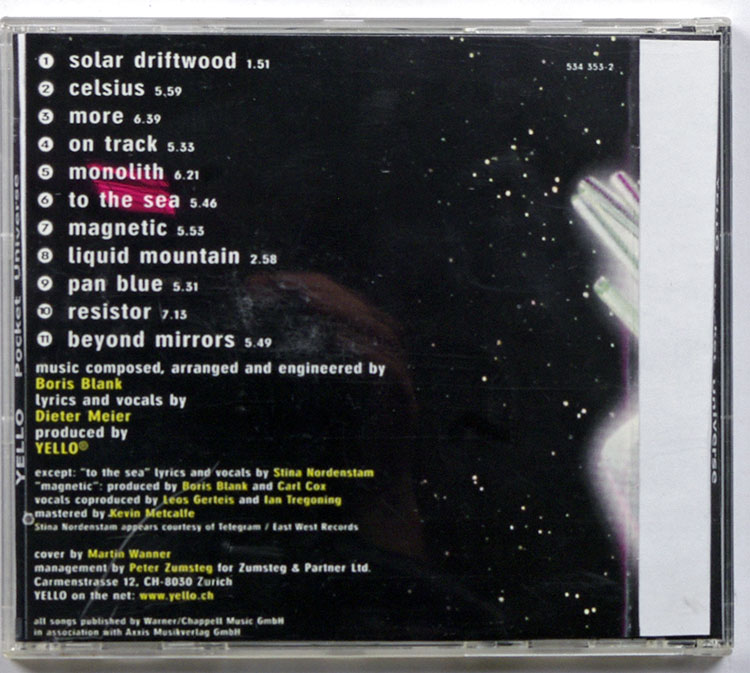 1 solar driftwood 1.51
2 celsius 5.59
3 more 6.39
4 on track 5.33
5 monolith 6.21
6 to the sea 5.46
7 magnetic 5.53
8 liquid mountain 2.58
9 pan blue 5.31
10 resistor 7.13
11 beyond mirrors 5.49
534 353-2
music composed, arranged and engineered by
Boris Blank
lyrics and vocals by
Dieter Meier
produced by
YELLO©
except: "to the sea" lyrics and vocals by Stina Nordenstam
"magnetic": produced by Boris Blank and Carl Cox
vocals coproduced by Leos Gerteis and Ian Tregoning
mastered by Kevin Metcalfe
Stina Nordenstam appears courtesy of Telegram / East West Records
cover by Martin Wanner
management by Peter Zumsteg for Zumsteg & Partner Ltd.
Carmenstrasse 12, CH-8030 Zurich
YELLO on the net: www.yello.ch
all songs published by Warner/Chappell Music GmbH
in association with Axxis Musikverlag GmbH
YELLO Pocket Universe
Universe